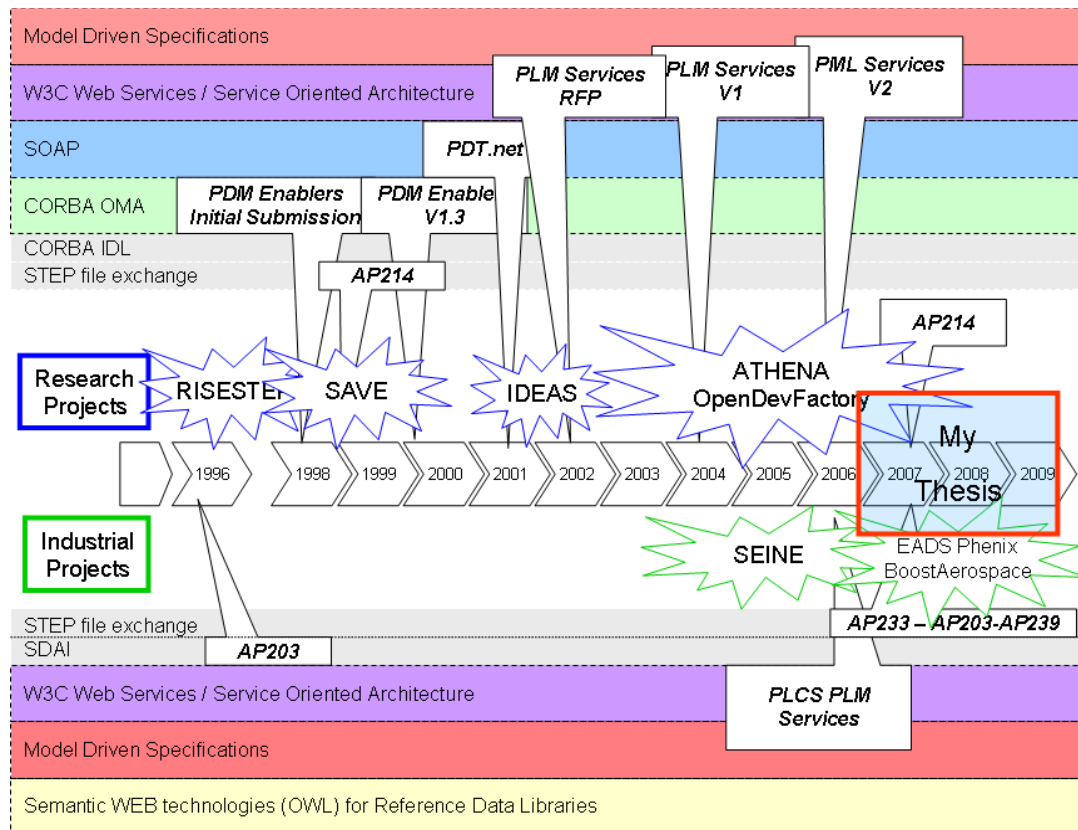 Model Driven Specifications
W3C Web Services / Service Oriented Architecture
PLM Services
RFP
PLM Services
V1
PML Services
V2
SOAP
PDT.net
CORBA OMA
PDM Enablers
Initial Submission
PDM Enable
V1.3
CORBA IDL
STEP file exchange
AP214
AP214
Research
Projects
RISESTEP
SAVE
IDEAS
ATHENA
OpenDevFactory
My
Thesis
1996
1998
1999
2000
2001
2002
2003
2004
2005
2006
2007
2008
2009
Industrial
Projects
SEINE
EADS Phenix
BoostAerospace
STEP file exchange
SDAI
AP203
AP233 – AP203-AP239
W3C Web Services / Service Oriented Architecture
PLCS PLM
Services
Model Driven Specifications
Semantic WEB technologies (OWL) for Reference Data Libraries